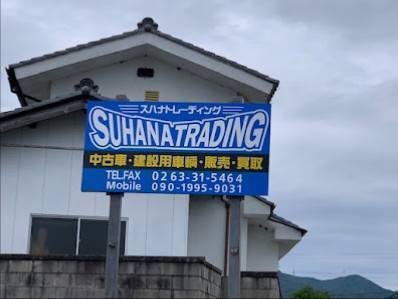 スハナトレーディング
SUHANATRADING
中古車・建設用車輌・販売・買取
TEL.FAX 0263-31-5464
Mobile 090-1995-9031